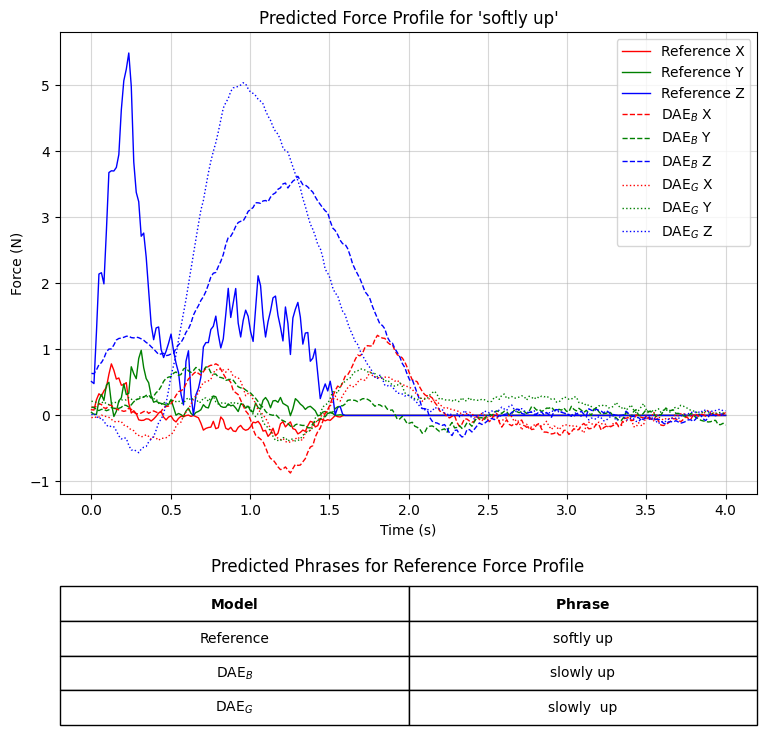 Predicted Force Profile for 'softly up'
Reference X
Reference Y
Reference Z
DAE_B X
DAE_B Y
DAE_B Z
DAE_G X
DAE_G Y
DAE_G Z
5
4
3
2
1
0
−1
Force (N)
0.0 0.5 1.0 1.5 2.0 2.5 3.0 3.5 4.0
Time (s)
Predicted Phrases for Reference Force Profile
Model Phrase
Reference softly up
DAE_B slowly up
DAE_G slowly  up